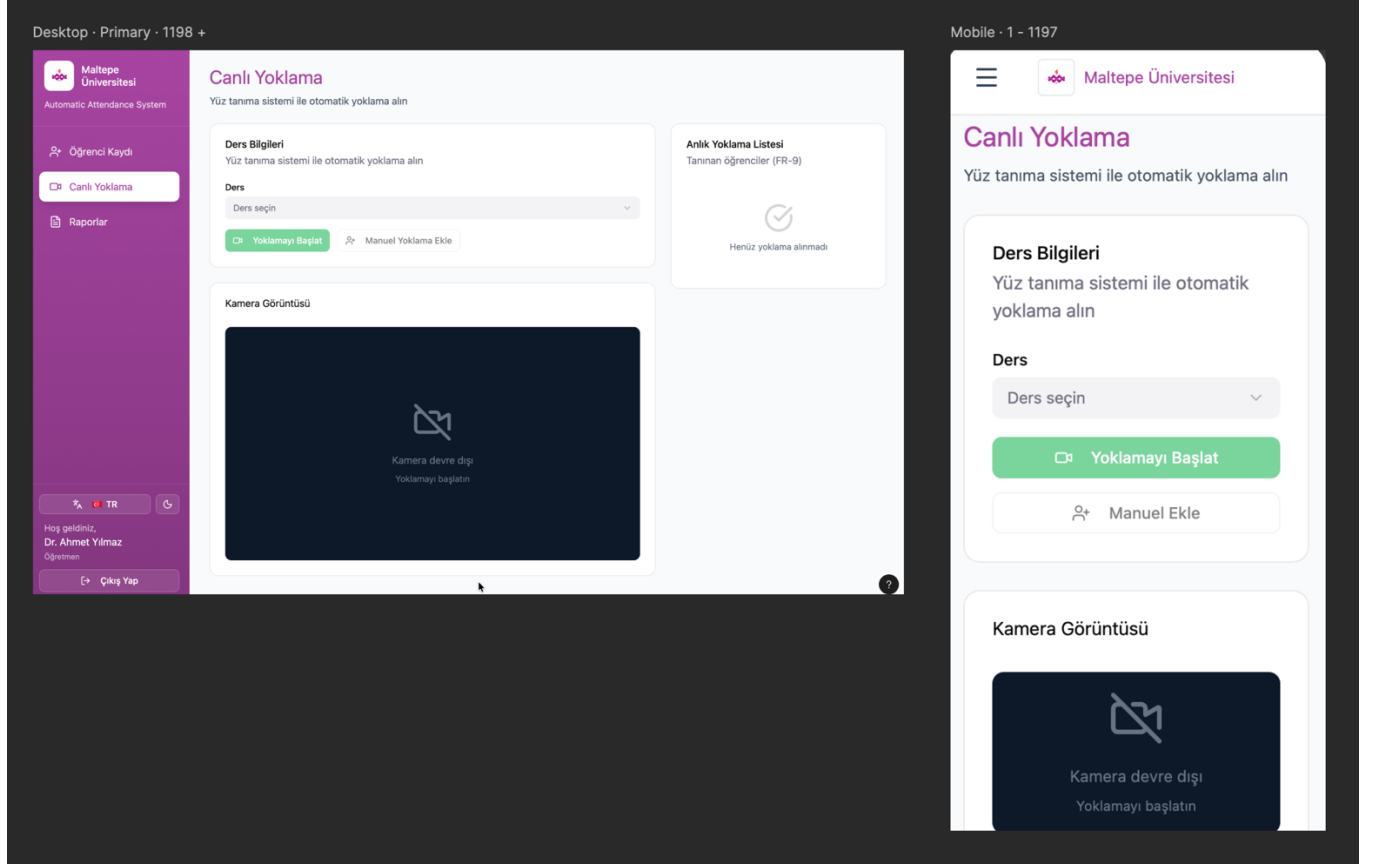 Desktop · Primary · 1198 +
Maltepe
Üniversitesi
Automatic Attendance System
Öğrenci Kaydı
Canlı Yoklama
Raporlar
TR
Hoş geldiniz,
Dr. Ahmet Yılmaz
Öğretmen
Çıkış Yap
Canlı Yoklama
Yüz tanıma sistemi ile otomatik yoklama alın
Ders Bilgileri
Yüz tanıma sistemi ile otomatik yoklama alın
Ders
Ders seçin
Yoklamayı Başlat
Manuel Yoklama Ekle
Kamera Görüntüsü
Kamera devre dışı
Yoklamayı başlatın
Anlık Yoklama Listesi
Tanınan öğrenciler (FR-9)
Henüz yoklama alınmadı
?
Mobile · 1 - 1197
Maltepe Üniversitesi
Canlı Yoklama
Yüz tanıma sistemi ile otomatik yoklama alın
Ders Bilgileri
Yüz tanıma sistemi ile otomatik
yoklama alın
Ders
Ders seçin
Yoklamayı Başlat
Manuel Ekle
Kamera Görüntüsü
Kamera devre dışı
Yoklamayı başlatın